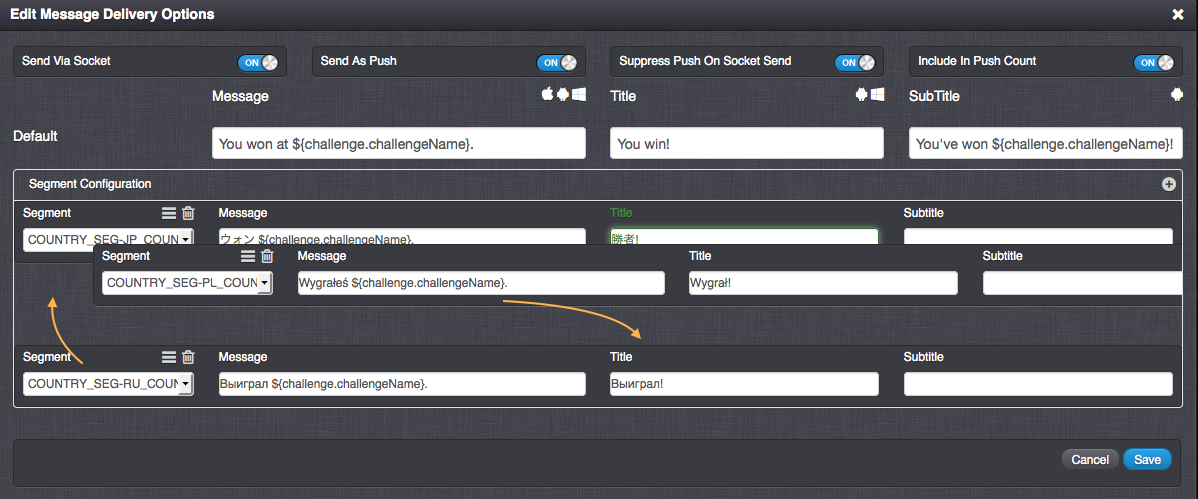 Edit Message Delivery Options
Send Via Socket ON Send As Push ON Suppress Push On Socket Send ON Include In Push Count ON
Message Title SubTitle
Default You won at ${challenge.challengeName}. You win! You've won ${challenge.challengeName}!
Segment Configuration
Segment Message Title Subtitle
COUNTRY_SEG-JP_COUN ウォン ${challenge.challengeName}. 勝者!
Segment Message Title Subtitle
COUNTRY_SEG-PL_COUN Wygrałeś ${challenge.challengeName}. Wygrał!
Segment Message Title Subtitle
COUNTRY_SEG-RU_COUN Выиграл ${challenge.challengeName}. Выиграл!
Cancel Save